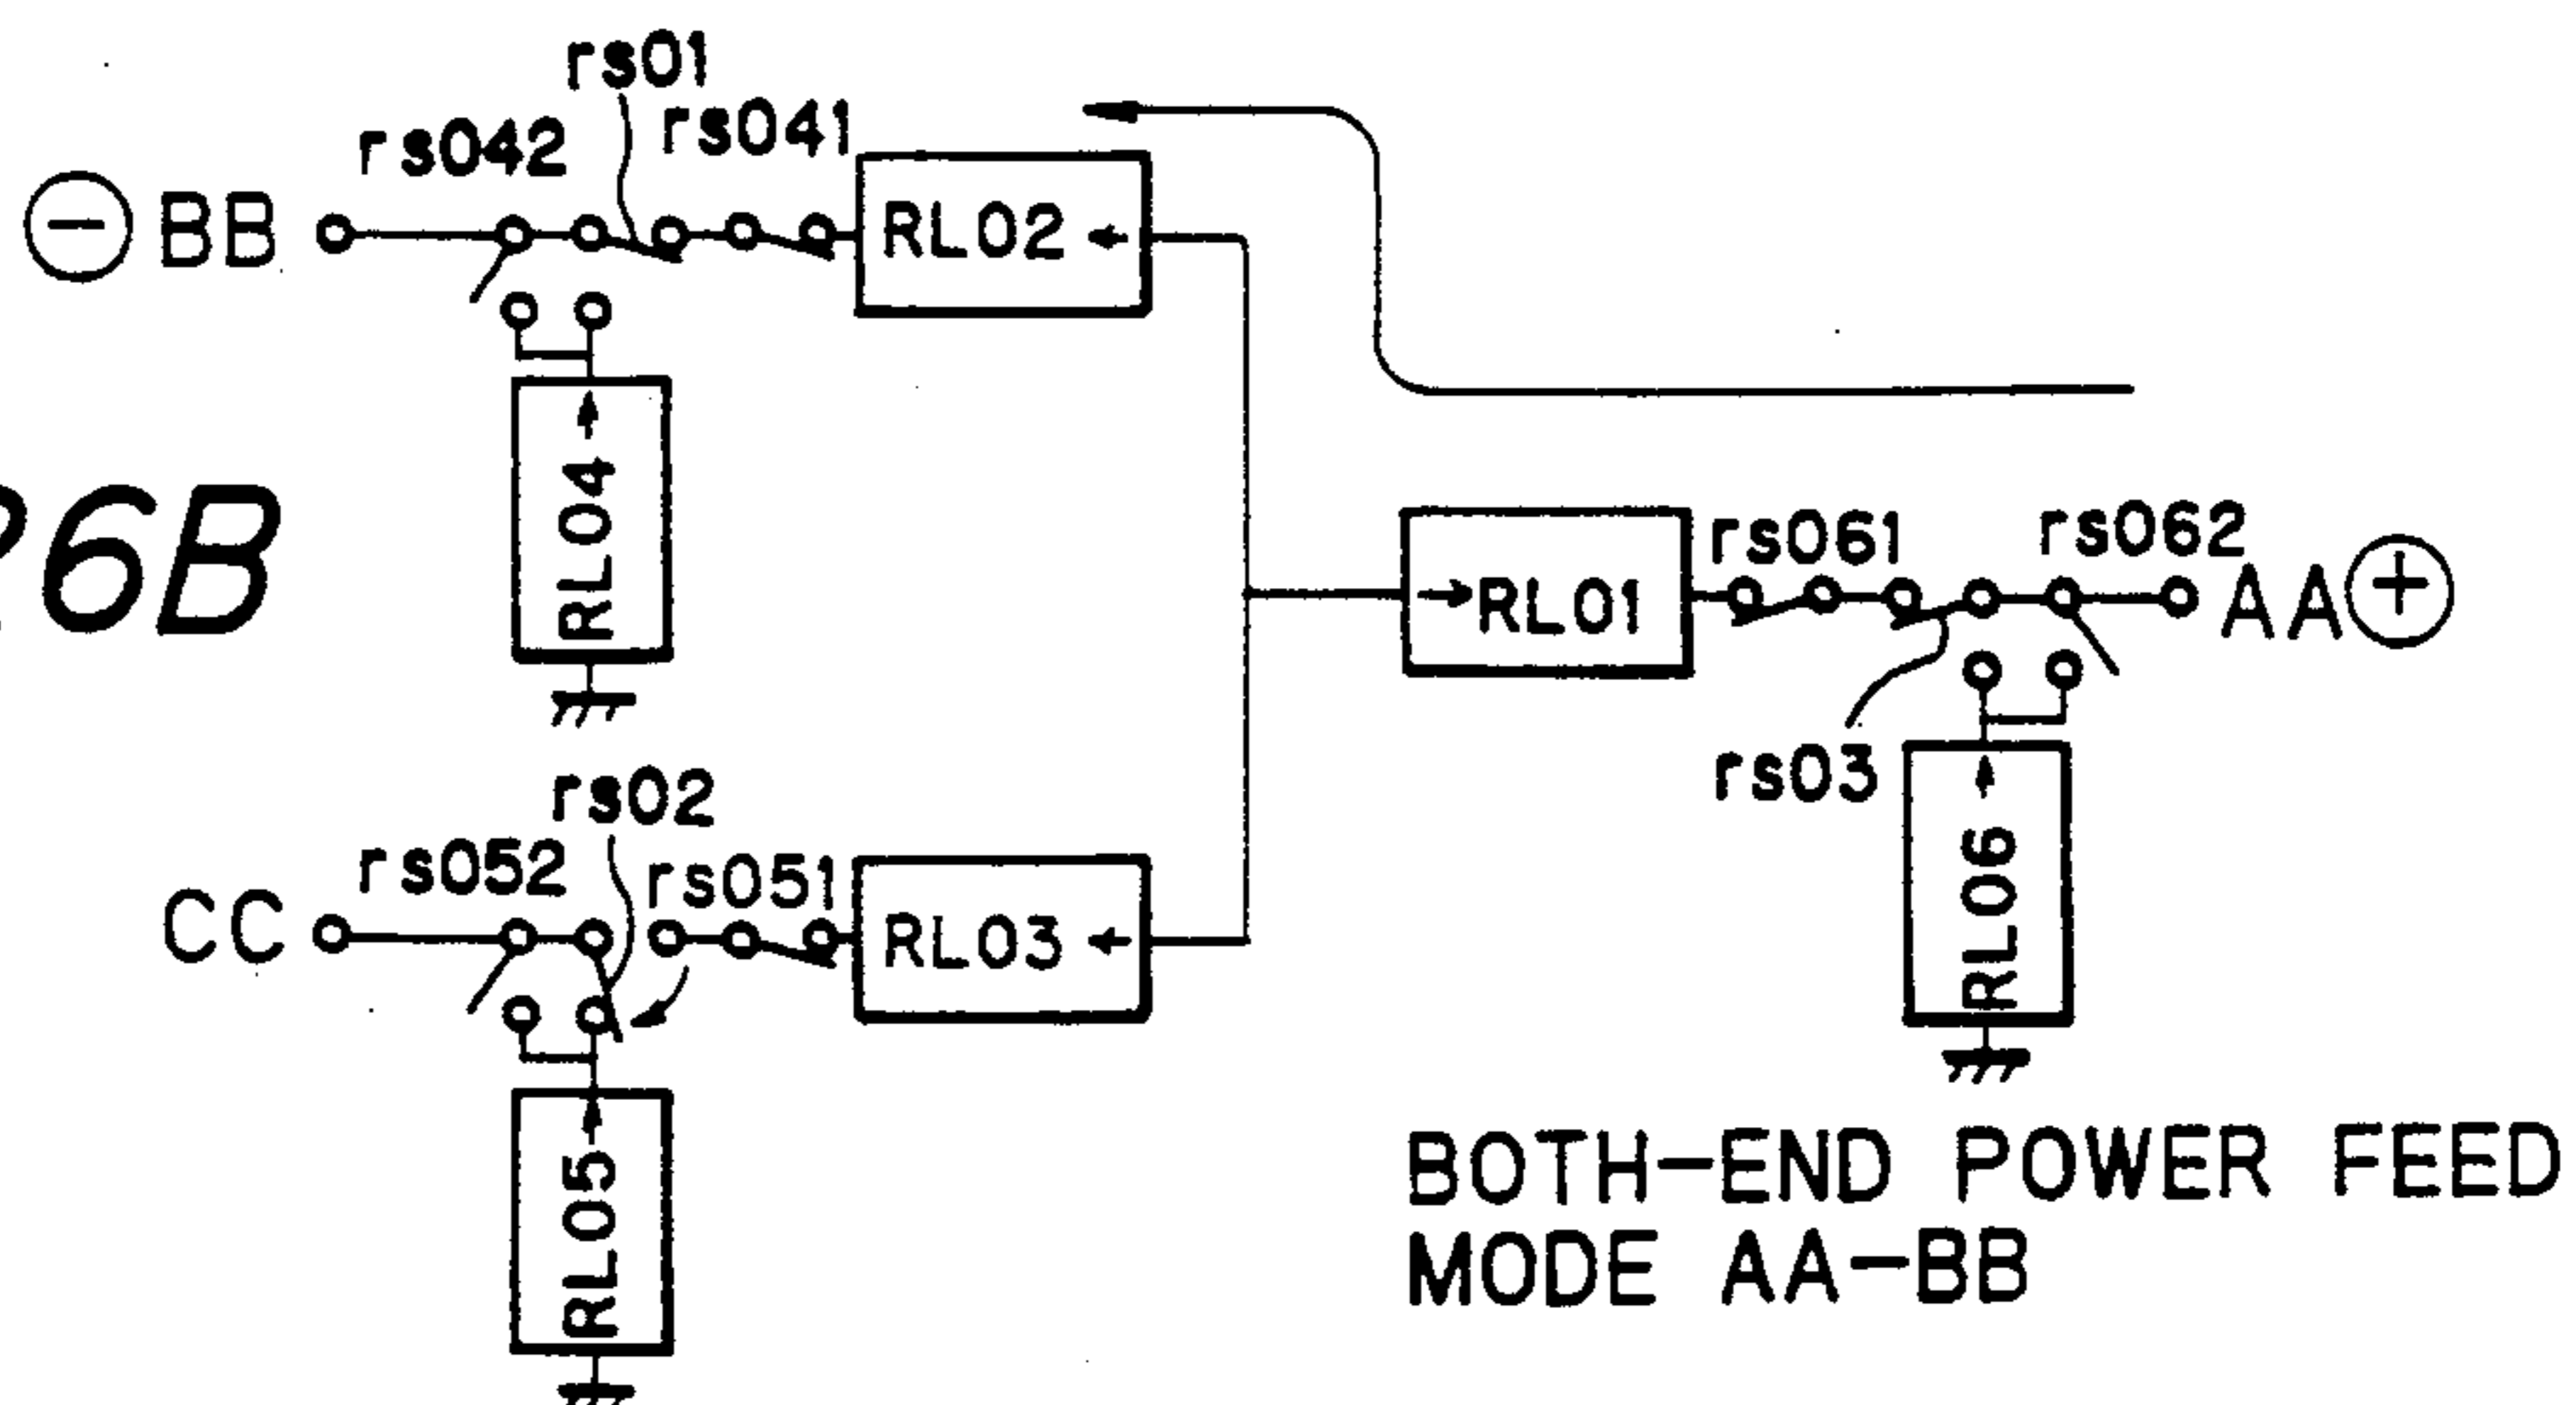 rs01
rs042
rs041
⊖ BB
RL02
RL04
26B
RL01
rs061
rs062
AA ⊕
rs03
RL06
rs02
rs052
rs051
CC
RL03
RL05
BOTH-END POWER FEED
MODE AA-BB